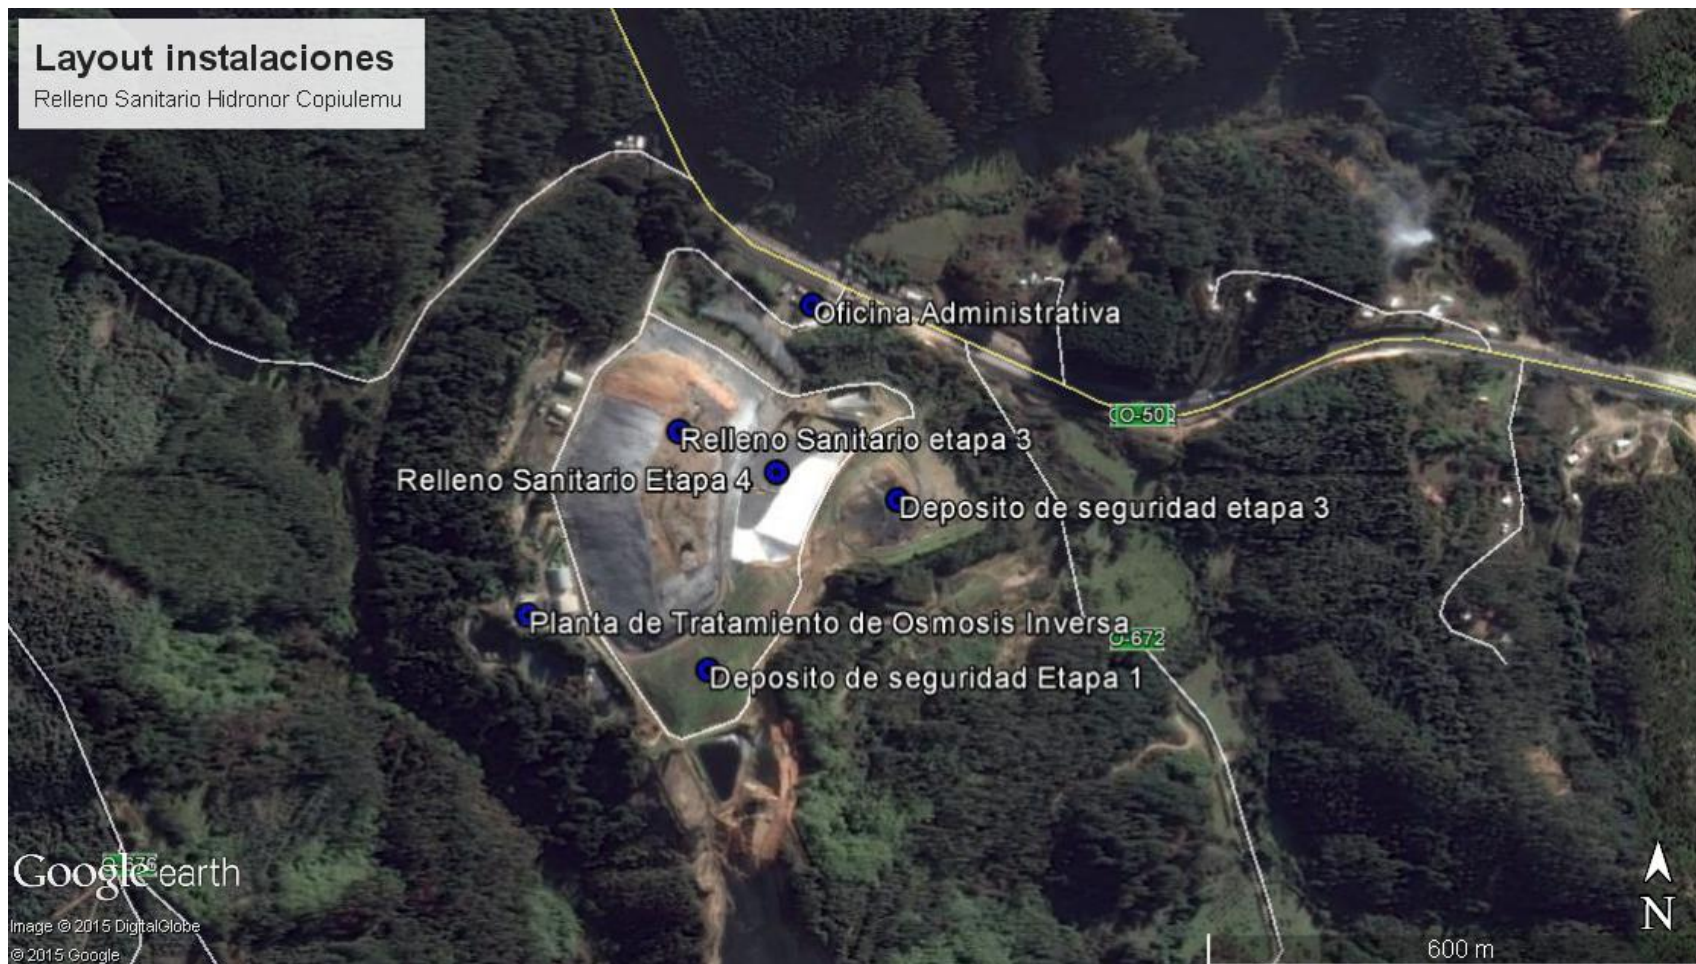 Layout instalaciones
Relleno Sanitario Hidronor Copiulemu
Oficina Administrativa
O-50
Relleno Sanitario etapa 3
Relleno Sanitario Etapa 4
Deposito de seguridad etapa 3
Planta de Tratamiento de Osmosis Inversa
O-672
Deposito de seguridad Etapa 1
Google earth
Image © 2015 DigitalGlobe
© 2015 Google
N
600 m